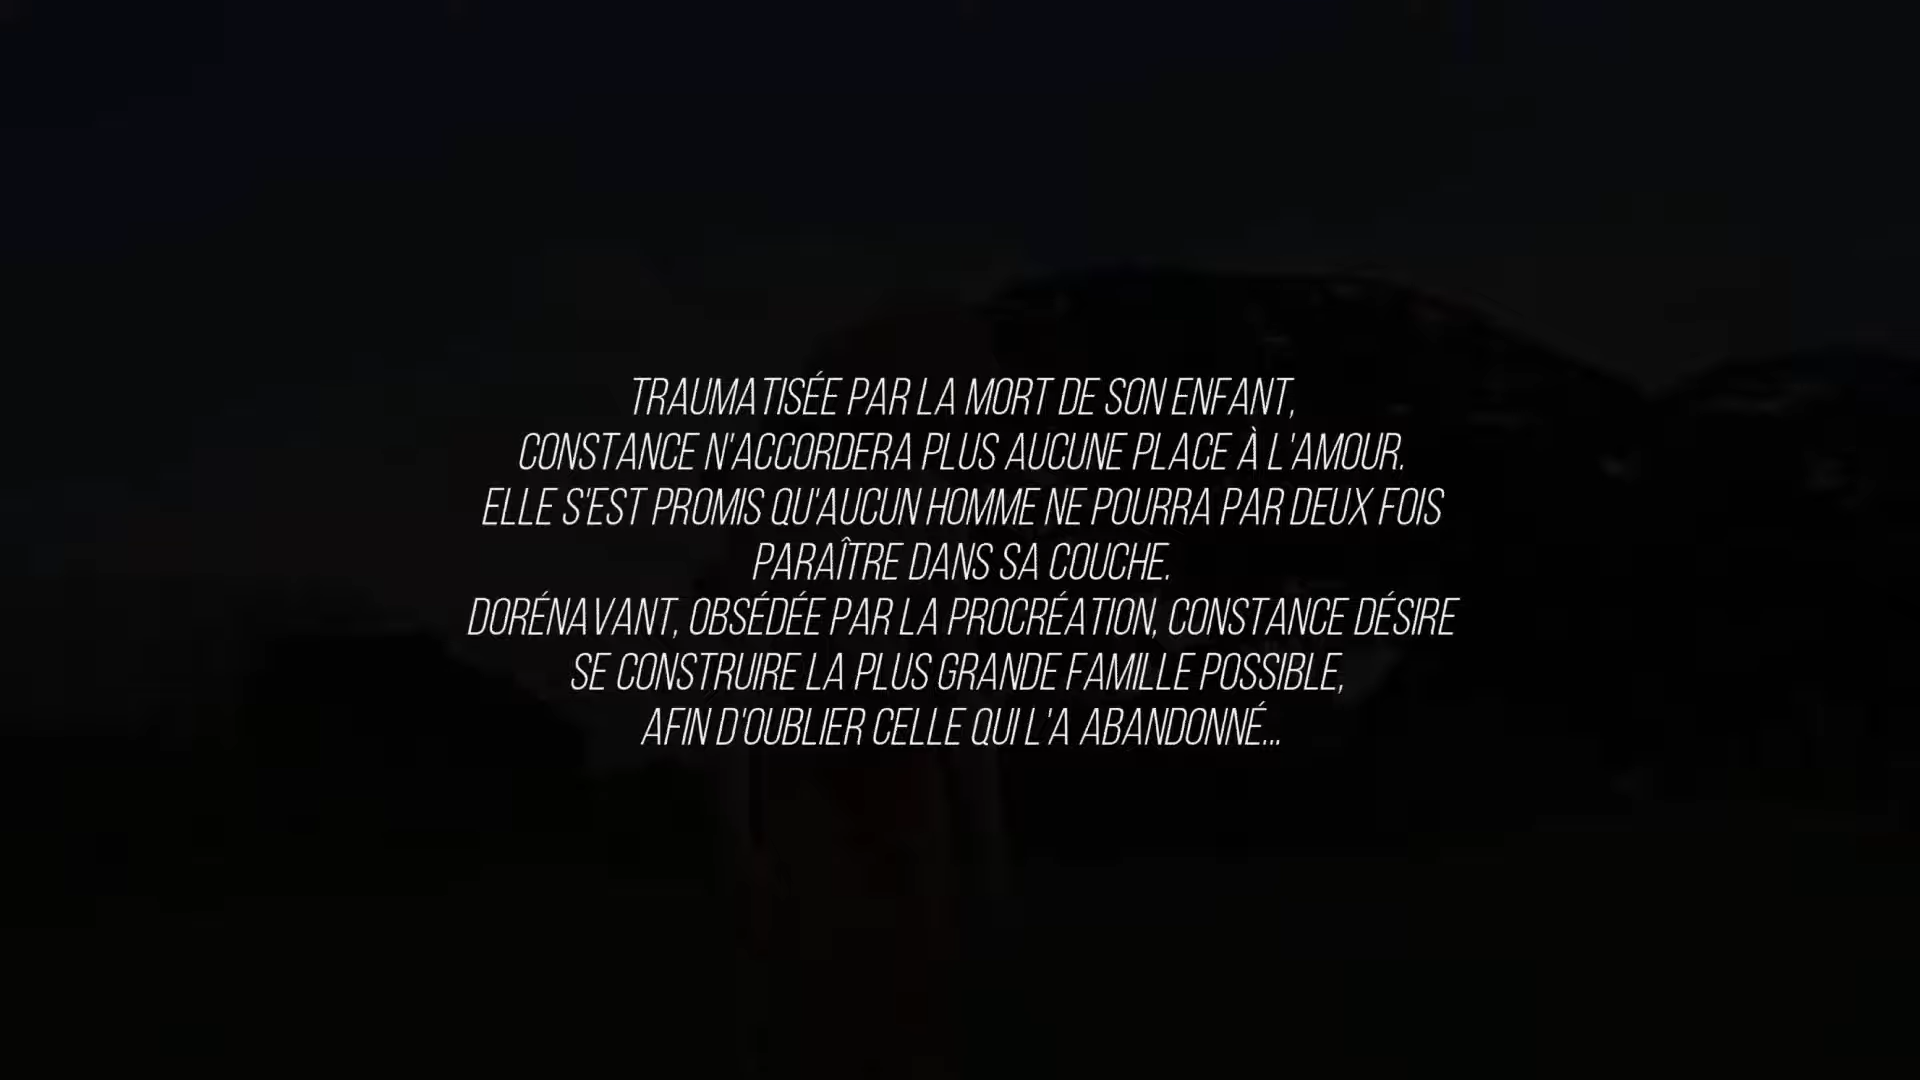 TRAUMATISÉE PAR LA MORT DE SON ENFANT,
CONSTANCE N'ACCORDERA PLUS AUCUNE PLACE À L'AMOUR.
ELLE S'EST PROMIS QU'AUCUN HOMME NE POURRA PAR DEUX FOIS
PARAÎTRE DANS SA COUCHE.
DORÉNAVANT, OBSÉDÉE PAR LA PROCRÉATION, CONSTANCE DÉSIRE
SE CONSTRUIRE LA PLUS GRANDE FAMILLE POSSIBLE,
AFIN D'OUBLIER CELLE QUI L'A ABANDONNÉ...